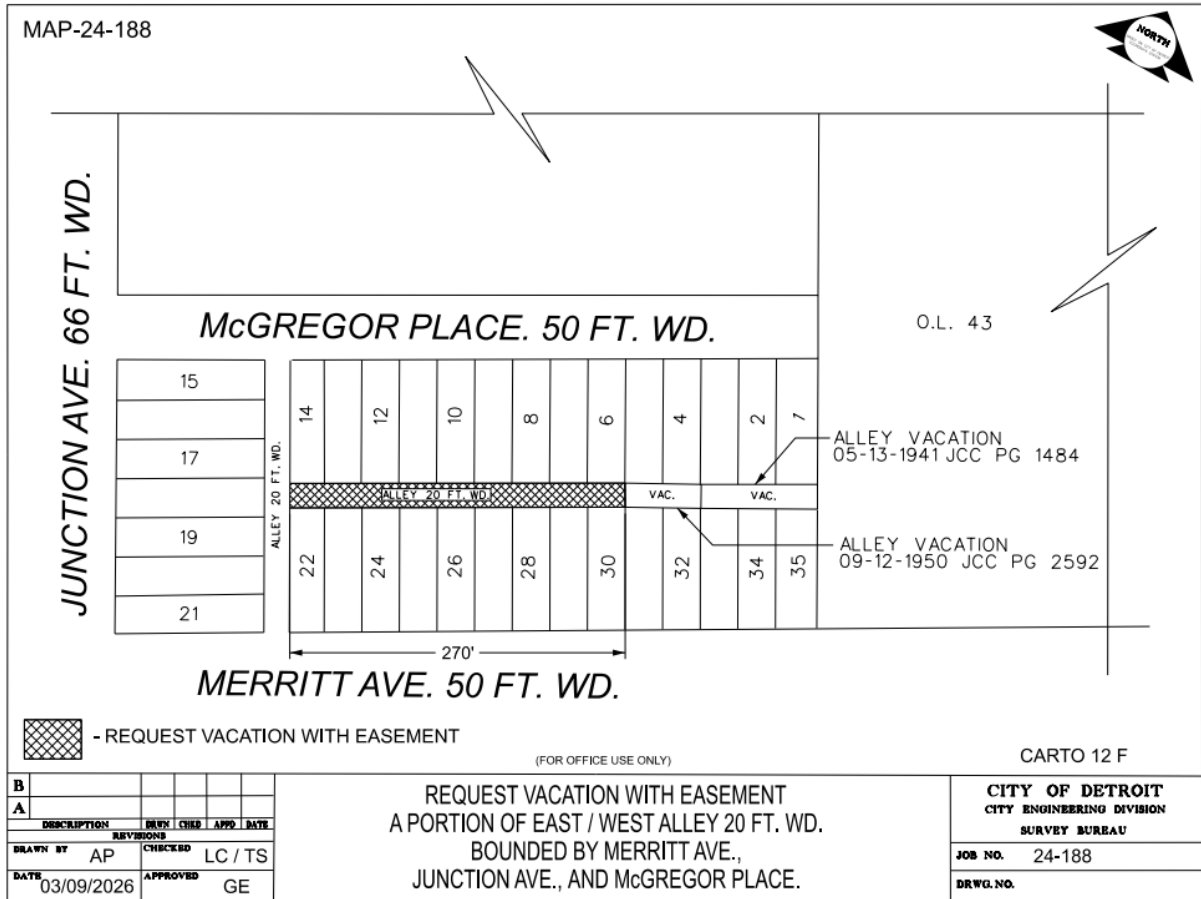 MAP-24-188
NORTH
JUNCTION AVE. 66 FT. WD.
McGREGOR PLACE. 50 FT. WD.
O.L. 43
15
17
19
21
ALLEY 20 FT. WD.
14
12
10
8
6
4
2
1
ALLEY VACATION
05-13-1941 JCC PG 1484
ALLEY 20 FT. WD
VAC.
VAC.
ALLEY VACATION
09-12-1950 JCC PG 2592
22
24
26
28
30
32
34
35
270'
MERRITT AVE. 50 FT. WD.
- REQUEST VACATION WITH EASEMENT
(FOR OFFICE USE ONLY)
CARTO 12 F
B
A
DESCRIPTION DRWN CHKD APPD DATE
REVISIONS
DRAWN BY AP CHECKED LC / TS
DATE 03/09/2026 APPROVED GE
REQUEST VACATION WITH EASEMENT
A PORTION OF EAST / WEST ALLEY 20 FT. WD.
BOUNDED BY MERRITT AVE.,
JUNCTION AVE., AND McGREGOR PLACE.
CITY OF DETROIT
CITY ENGINEERING DIVISION
SURVEY BUREAU
JOB NO. 24-188
DRWG. NO.